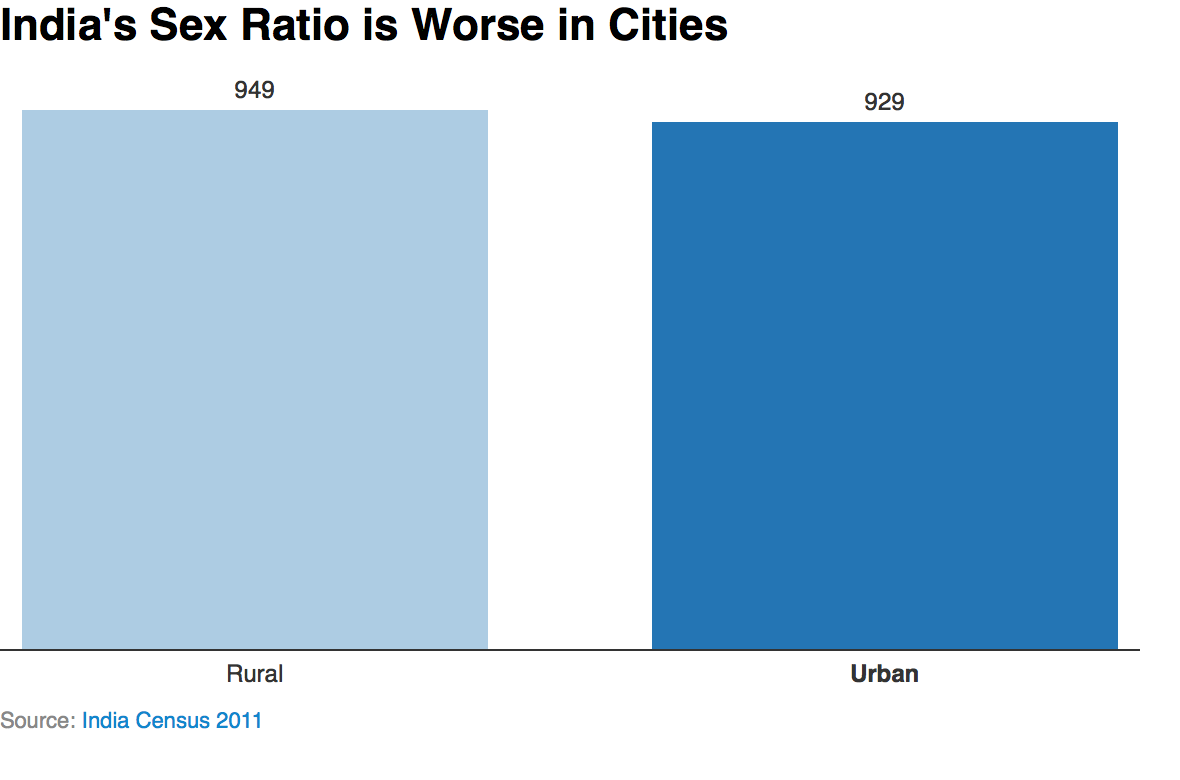 India's Sex Ratio is Worse in Cities
949
929
Rural
Urban
Source: India Census 2011